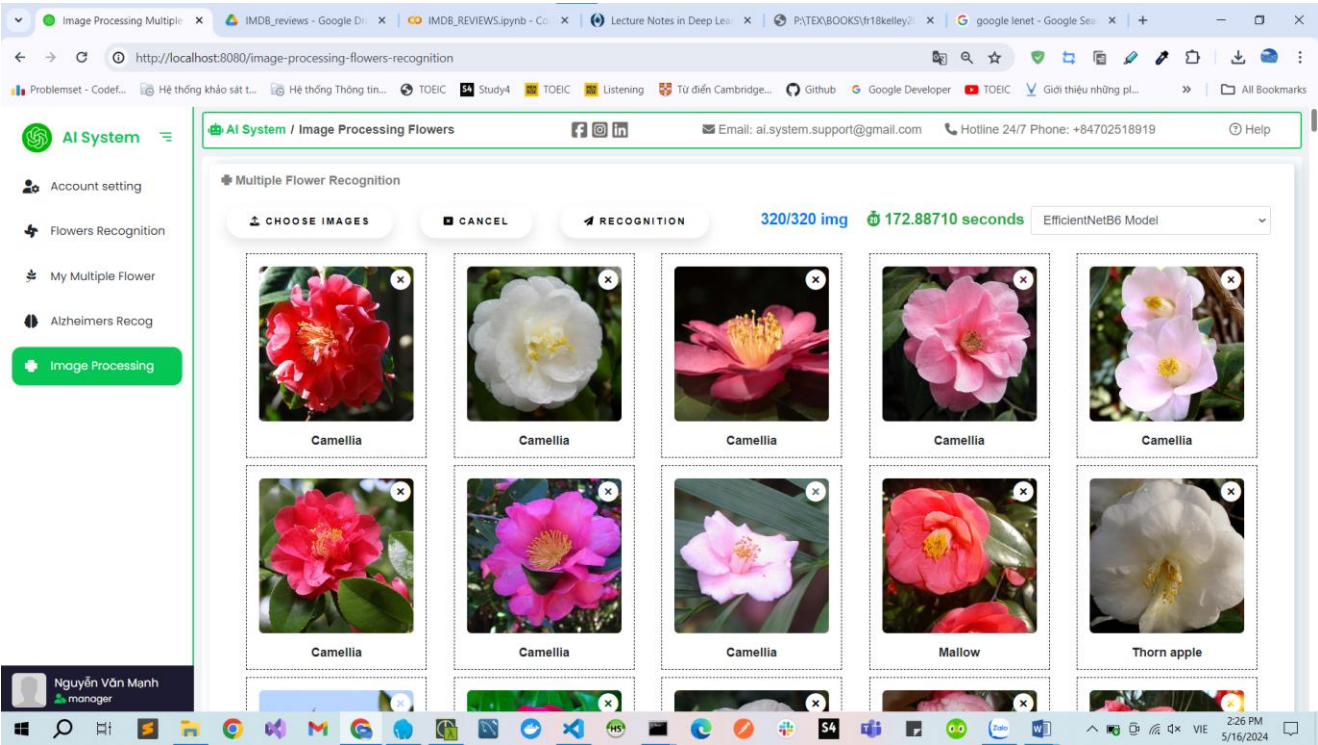 Image Processing Multiple
IMDB_reviews - Google Dri
IMDB_REVIEWS.ipynb - Co
Lecture Notes in Deep Lear
P:\TEX\BOOKS\fr18kelley2(
google lenet - Google Sea
http://localhost:8080/image-processing-flowers-recognition
Problemset - Codef...
Hệ thống khảo sát t...
Hệ thống Thông tin...
TOEIC
S4 Study4
TOEIC
Listening
Từ điển Cambridge...
Github
Google Developer
TOEIC
Giới thiệu những pl...
All Bookmarks
AI System
AI System / Image Processing Flowers
Email: ai.system.support@gmail.com
Hotline 24/7 Phone: +84702518919
Help
Account setting
Flowers Recognition
My Multiple Flower
Alzheimers Recog
Image Processing
Multiple Flower Recognition
CHOOSE IMAGES
CANCEL
RECOGNITION
320/320 img
172.88710 seconds
EfficientNetB6 Model
Camellia
Camellia
Camellia
Camellia
Camellia
Camellia
Camellia
Camellia
Mallow
Thorn apple
Nguyễn Văn Mạnh
manager
S4
Zalo
VIE
2:26 PM
5/16/2024